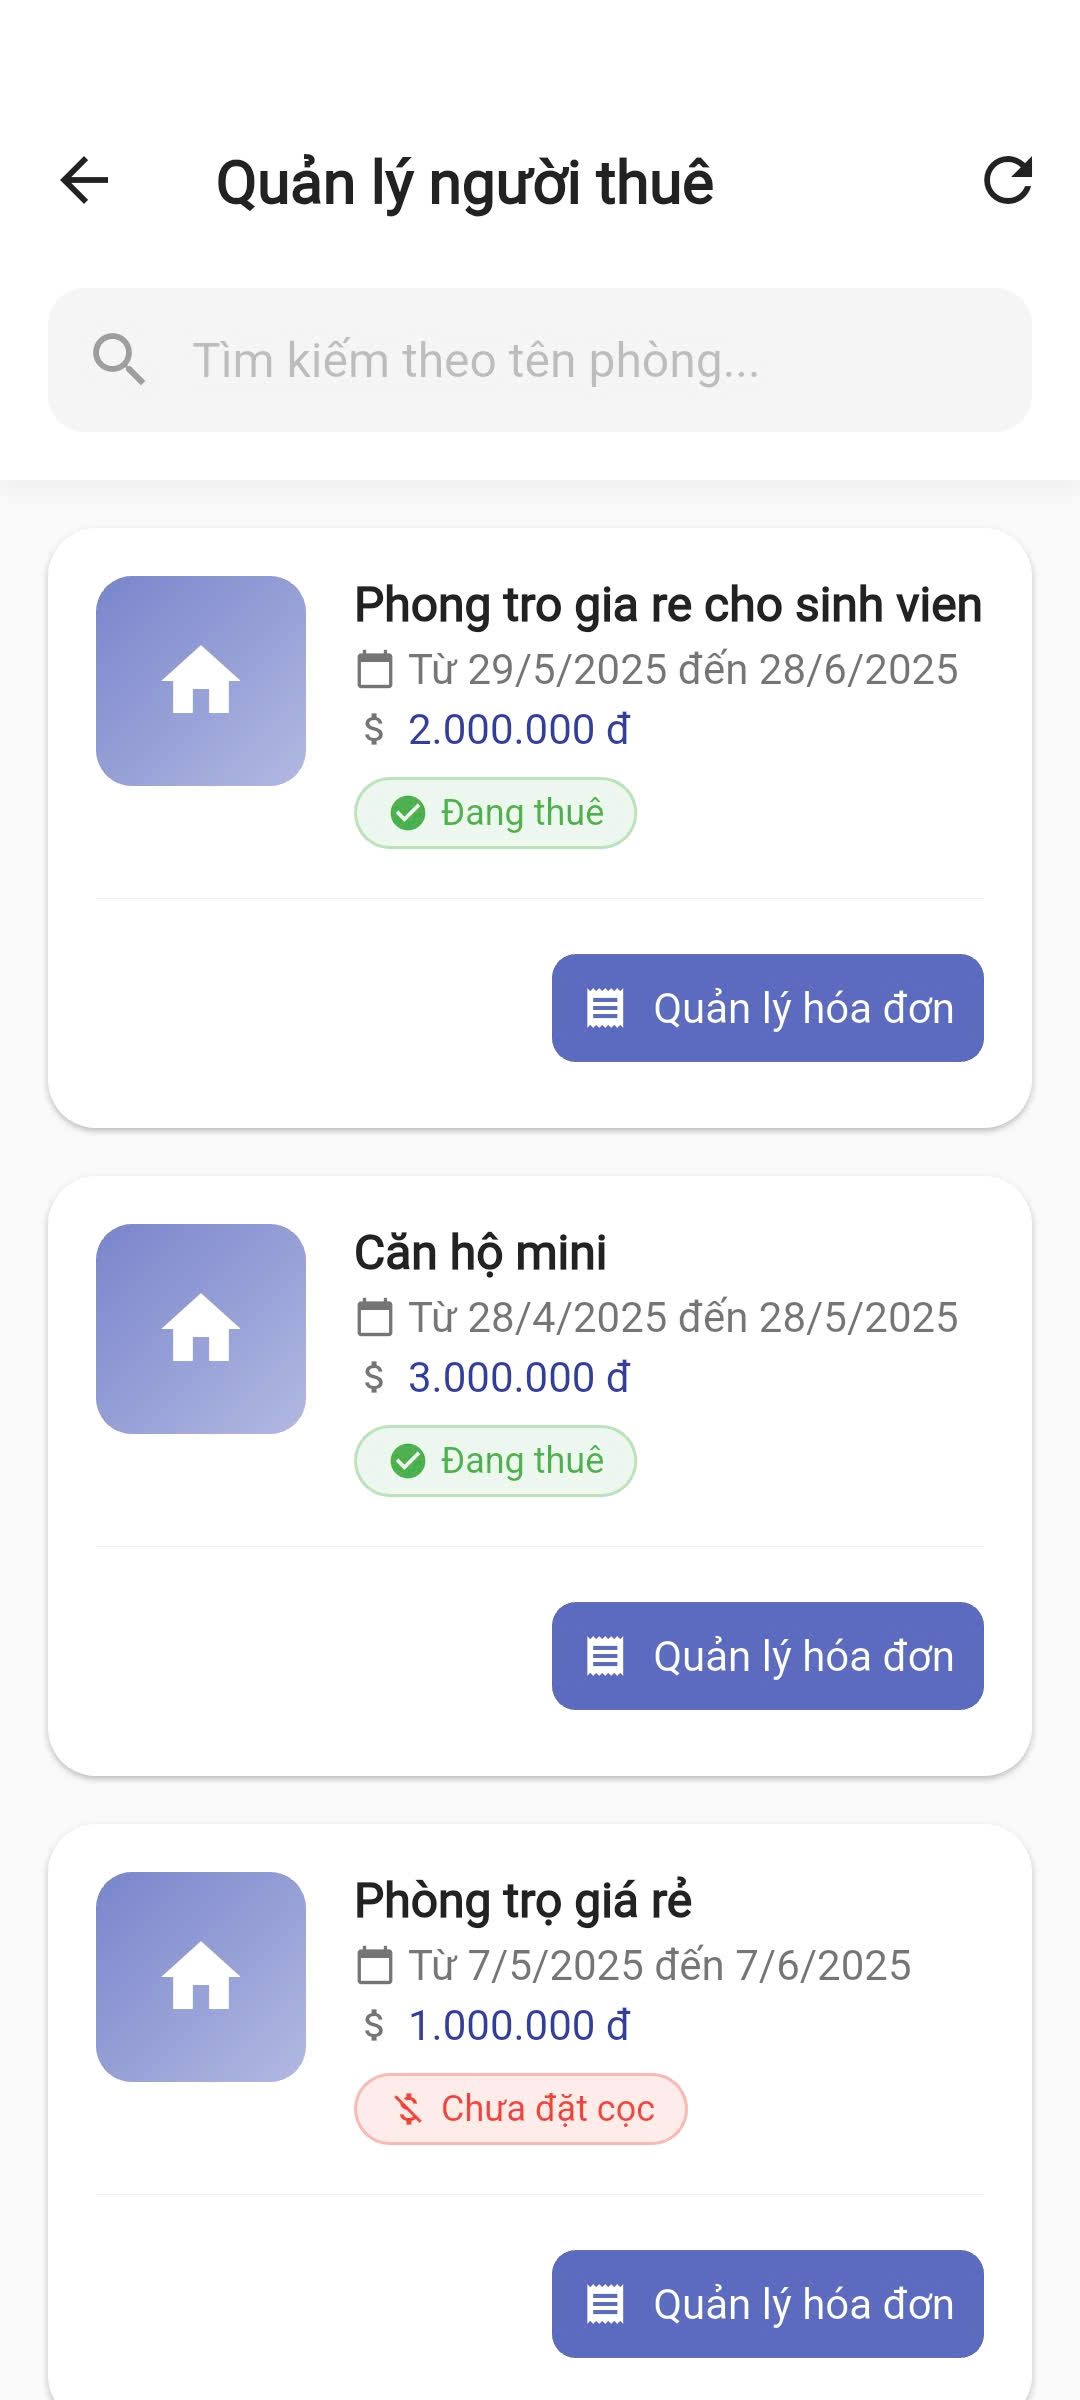 Quản lý người thuê
Tìm kiếm theo tên phòng...
Phong tro gia re cho sinh vien
Từ 29/5/2025 đến 28/6/2025
$ 2.000.000 đ
Đang thuê
Quản lý hóa đơn
Căn hộ mini
Từ 28/4/2025 đến 28/5/2025
$ 3.000.000 đ
Đang thuê
Quản lý hóa đơn
Phòng trọ giá rẻ
Từ 7/5/2025 đến 7/6/2025
$ 1.000.000 đ
Chưa đặt cọc
Quản lý hóa đơn